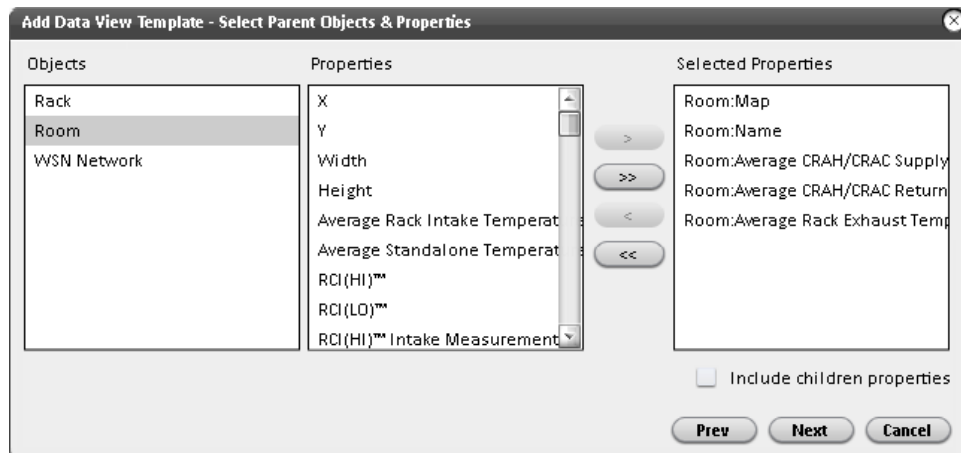 Add Data View Template - Select Parent Objects & Properties
Objects
Rack
Room
WSN Network
Properties
X
Y
Width
Height
Average Rack Intake Temperat
Average Standalone Temperat
RCI(HI)™
RCI(LO)™
RCI(HI)™ Intake Measurement
>
>>
<
<<
Selected Properties
Room:Map
Room:Name
Room:Average CRAH/CRAC Supply
Room:Average CRAH/CRAC Return
Room:Average Rack Exhaust Temp
Include children properties
Prev
Next
Cancel